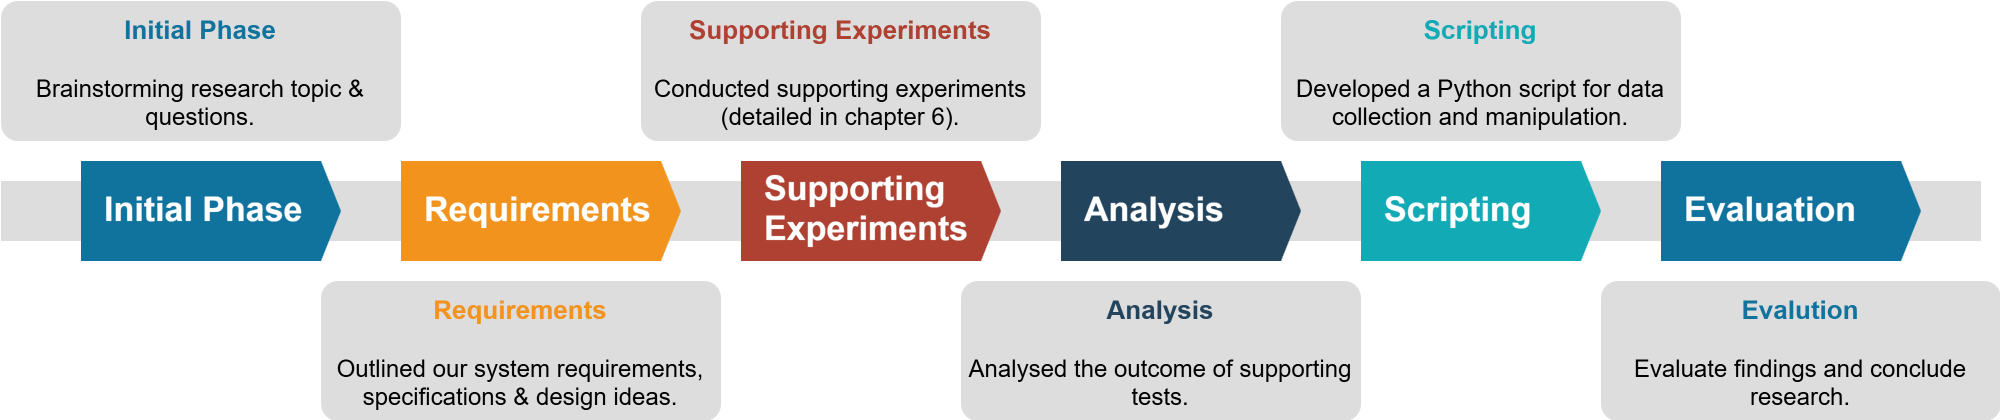 Initial Phase
Brainstorming research topic &
questions.
Supporting Experiments
Conducted supporting experiments
(detailed in chapter 6).
Scripting
Developed a Python script for data
collection and manipulation.
Initial Phase
Requirements
Supporting
Experiments
Analysis
Scripting
Evaluation
Requirements
Outlined our system requirements,
specifications & design ideas.
Analysis
Analysed the outcome of supporting
tests.
Evalution
Evaluate findings and conclude
research.